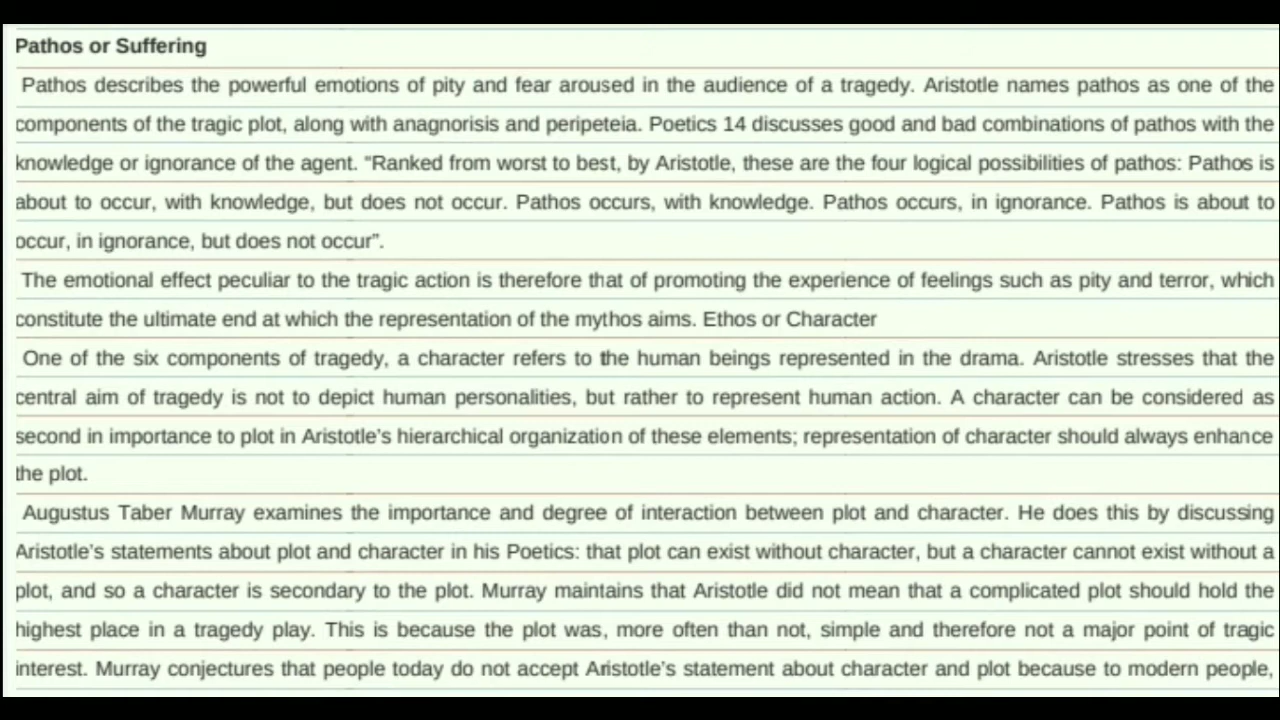 Pathos or Suffering
Pathos describes the powerful emotions of pity and fear aroused in the audience of a tragedy. Aristotle names pathos as one of the
components of the tragic plot, along with anagnorisis and peripeteia. Poetics 14 discusses good and bad combinations of pathos with the
knowledge or ignorance of the agent. “Ranked from worst to best, by Aristotle, these are the four logical possibilities of pathos: Pathos is
about to occur, with knowledge, but does not occur. Pathos occurs, with knowledge. Pathos occurs, in ignorance. Pathos is about to
occur, in ignorance, but does not occur”.
The emotional effect peculiar to the tragic action is therefore that of promoting the experience of feelings such as pity and terror, which
constitute the ultimate end at which the representation of the mythos aims. Ethos or Character
One of the six components of tragedy, a character refers to the human beings represented in the drama. Aristotle stresses that the
central aim of tragedy is not to depict human personalities, but rather to represent human action. A character can be considered as
second in importance to plot in Aristotle’s hierarchical organization of these elements; representation of character should always enhance
the plot.
Augustus Taber Murray examines the importance and degree of interaction between plot and character. He does this by discussing
Aristotle’s statements about plot and character in his Poetics: that plot can exist without character, but a character cannot exist without a
plot, and so a character is secondary to the plot. Murray maintains that Aristotle did not mean that a complicated plot should hold the
highest place in a tragedy play. This is because the plot was, more often than not, simple and therefore not a major point of tragic
interest. Murray conjectures that people today do not accept Aristotle’s statement about character and plot because to modern people,